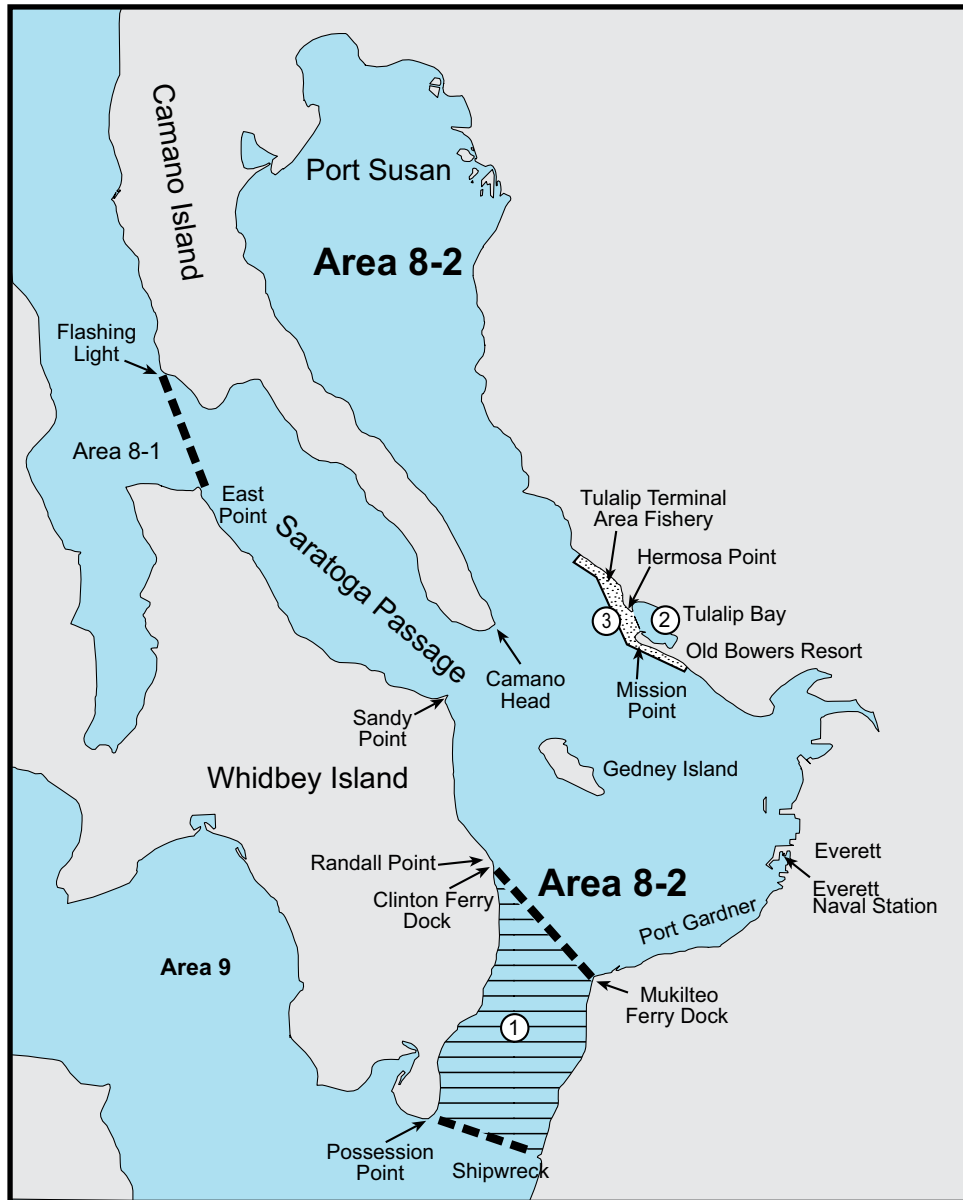 Camano Island
Port Susan
Area 8-2
Flashing
Light
Area 8-1
East
Point
Saratoga Passage
Tulalip Terminal
Area Fishery
Hermosa Point
3
2
Tulalip Bay
Old Bowers Resort
Camano
Head
Mission
Point
Sandy
Point
Gedney Island
Whidbey Island
Randall Point
Clinton Ferry
Dock
Area 8-2
Everett
Everett
Naval Station
Port Gardner
Area 9
Mukilteo
Ferry Dock
1
Possession
Point
Shipwreck